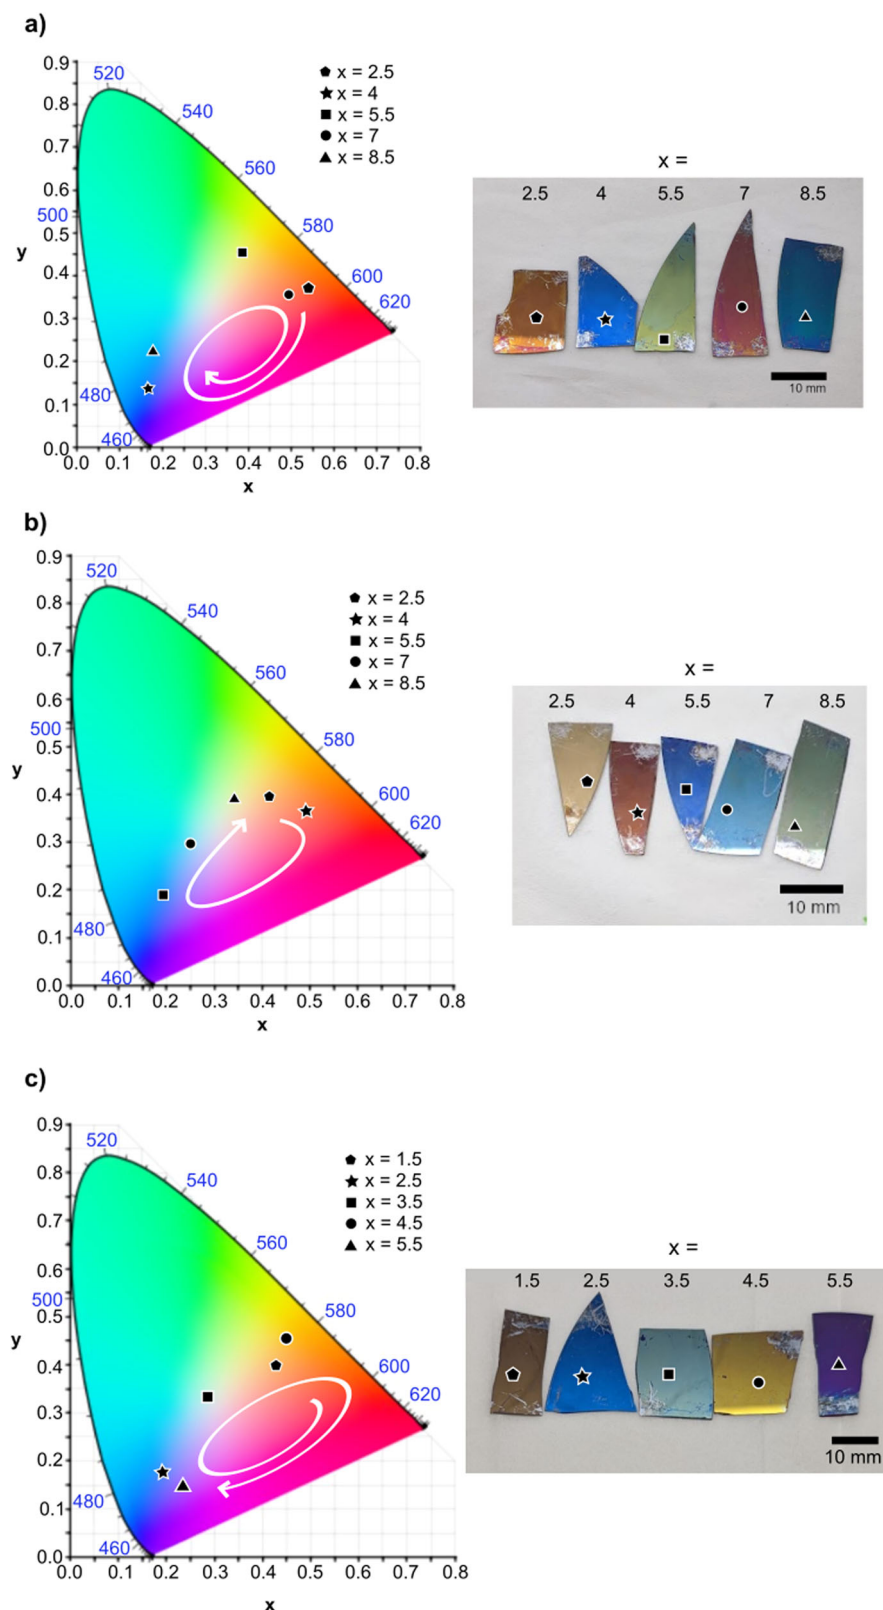 a)
0.9
0.8
0.7
0.6
0.5
0.4
0.3
0.2
0.1
0.0
y
520
540
560
580
600
620
500
480
460
x = 2.5
x = 4
x = 5.5
x = 7
x = 8.5
0.0 0.1 0.2 0.3 0.4 0.5 0.6 0.7 0.8
x
x =
2.5 4 5.5 7 8.5
10 mm
b)
0.9
0.8
0.7
0.6
0.5
0.4
0.3
0.2
0.1
0.0
y
520
540
560
580
600
620
500
480
460
x = 2.5
x = 4
x = 5.5
x = 7
x = 8.5
0.0 0.1 0.2 0.3 0.4 0.5 0.6 0.7 0.8
x
x =
2.5 4 5.5 7 8.5
10 mm
c)
0.9
0.8
0.7
0.6
0.5
0.4
0.3
0.2
0.1
0.0
y
520
540
560
580
600
620
500
480
460
x = 1.5
x = 2.5
x = 3.5
x = 4.5
x = 5.5
0.0 0.1 0.2 0.3 0.4 0.5 0.6 0.7 0.8
x
x =
1.5 2.5 3.5 4.5 5.5
10 mm